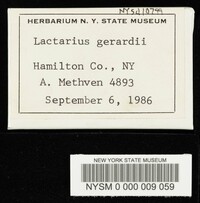 HERBARIUM N. Y. STATE MUSEUM
Lactarius gerardii
Hamilton Co., NY
A. Methven 4893
September 6, 1986
NEW YORK STATE MUSEUM
NYSM 0 000 009 059